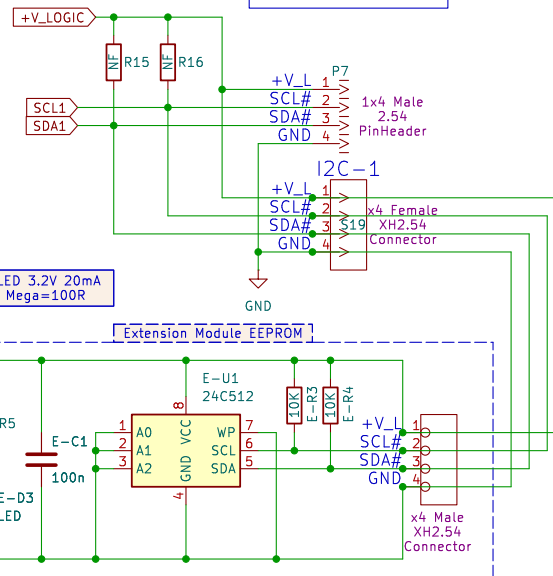 +V_LOGIC
NF R15
NF R16
SCL1
SDA1
P7
+V_L 1
SCL# 2
SDA# 3
GND 4
1x4 Male
2.54
PinHeader
I2C-1
+V_L 1
SCL# 2
SDA# 3
GND 4
S19
x4 Female
XH2.54
Connector
GND
LED 3.2V 20mA
Mega=100R
Extension Module EEPROM
E-U1
24C512
8
VCC
1 A0
2 A1
3 A2
WP 7
SCL 6
SDA 5
GND
4
10K E-R3
10K E-R4
R5
E-C1
100n
E-D3
LED
+V_L 1
SCL# 2
SDA# 3
GND 4
x4 Male
XH2.54
Connector